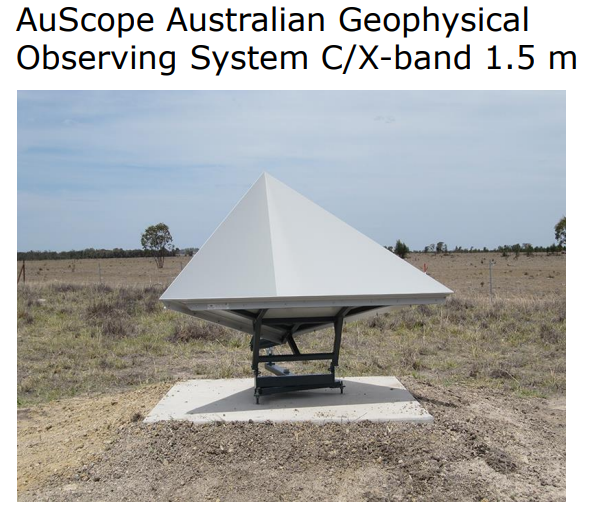 AuScope Australian Geophysical
Observing System C/X-band 1.5 m